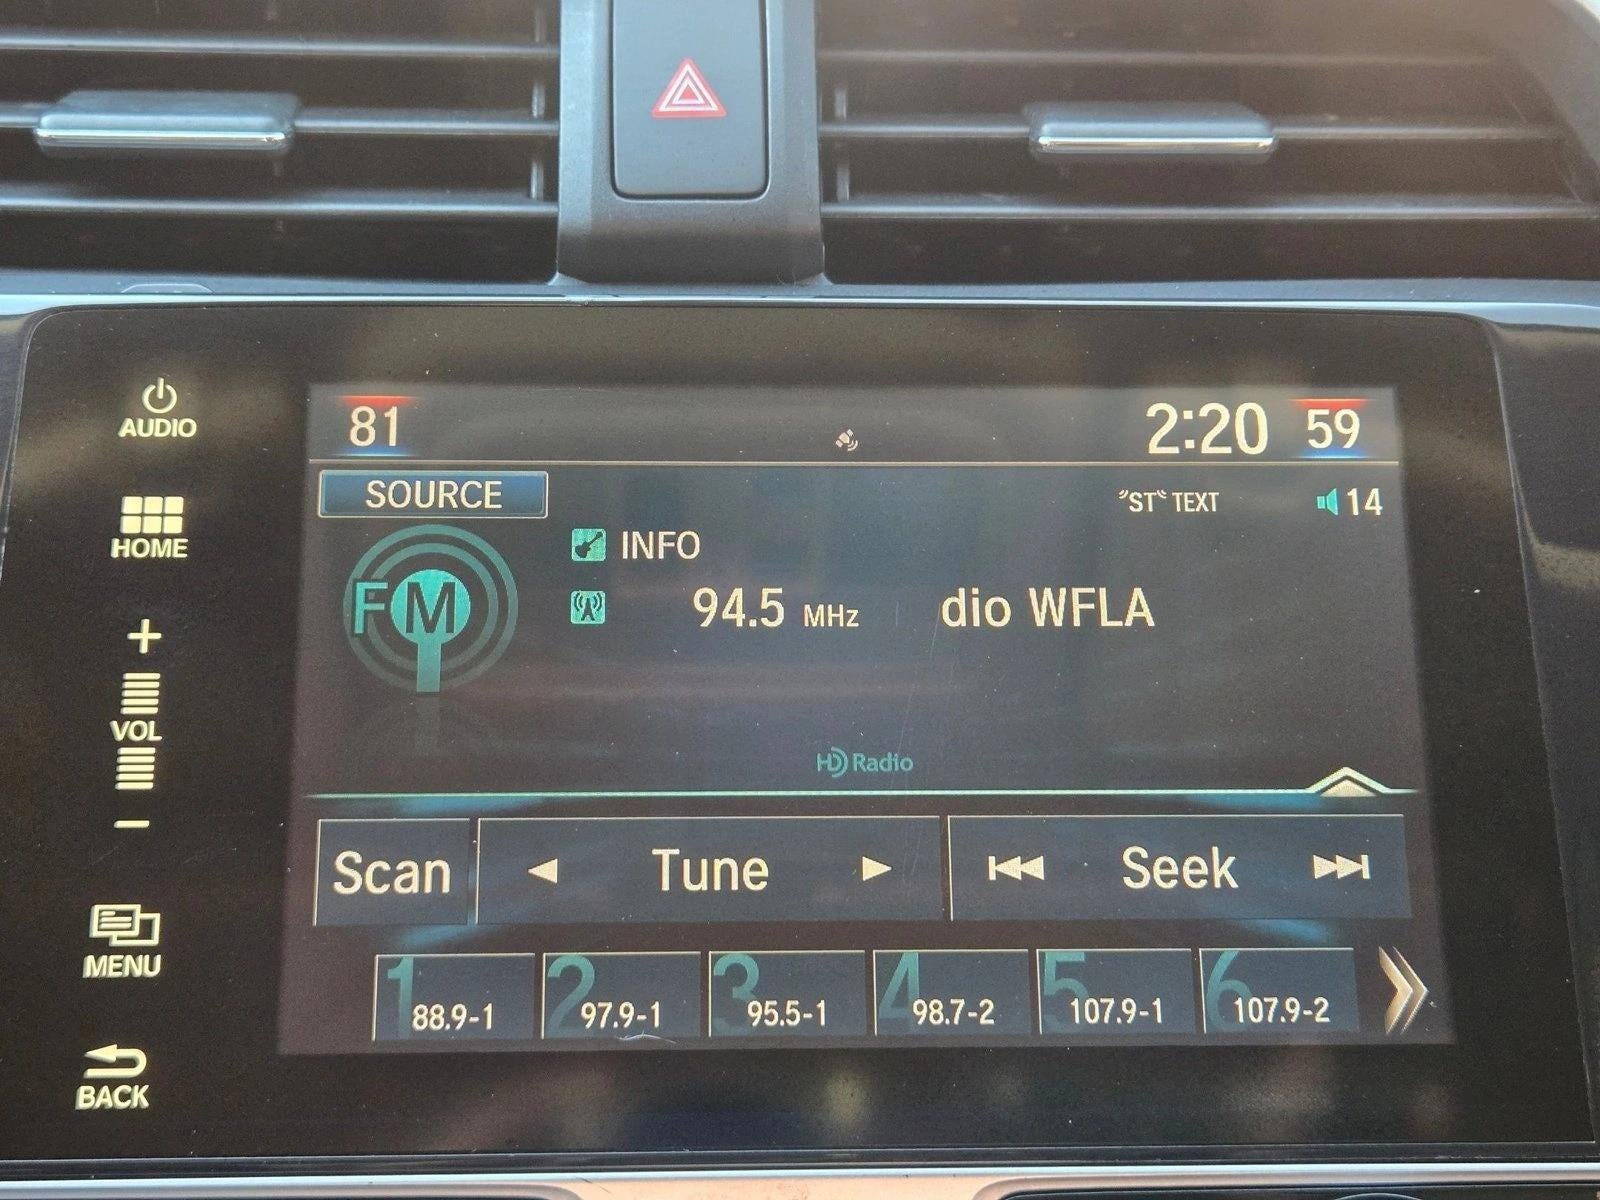 81 2:20 59
AUDIO
SOURCE "ST" TEXT 14
HOME
FM
INFO
94.5 MHz dio WFLA
VOL
HD Radio
Scan Tune Seek
MENU
1 88.9-1 2 97.9-1 3 95.5-1 4 98.7-2 5 107.9-1 6 107.9-2
BACK